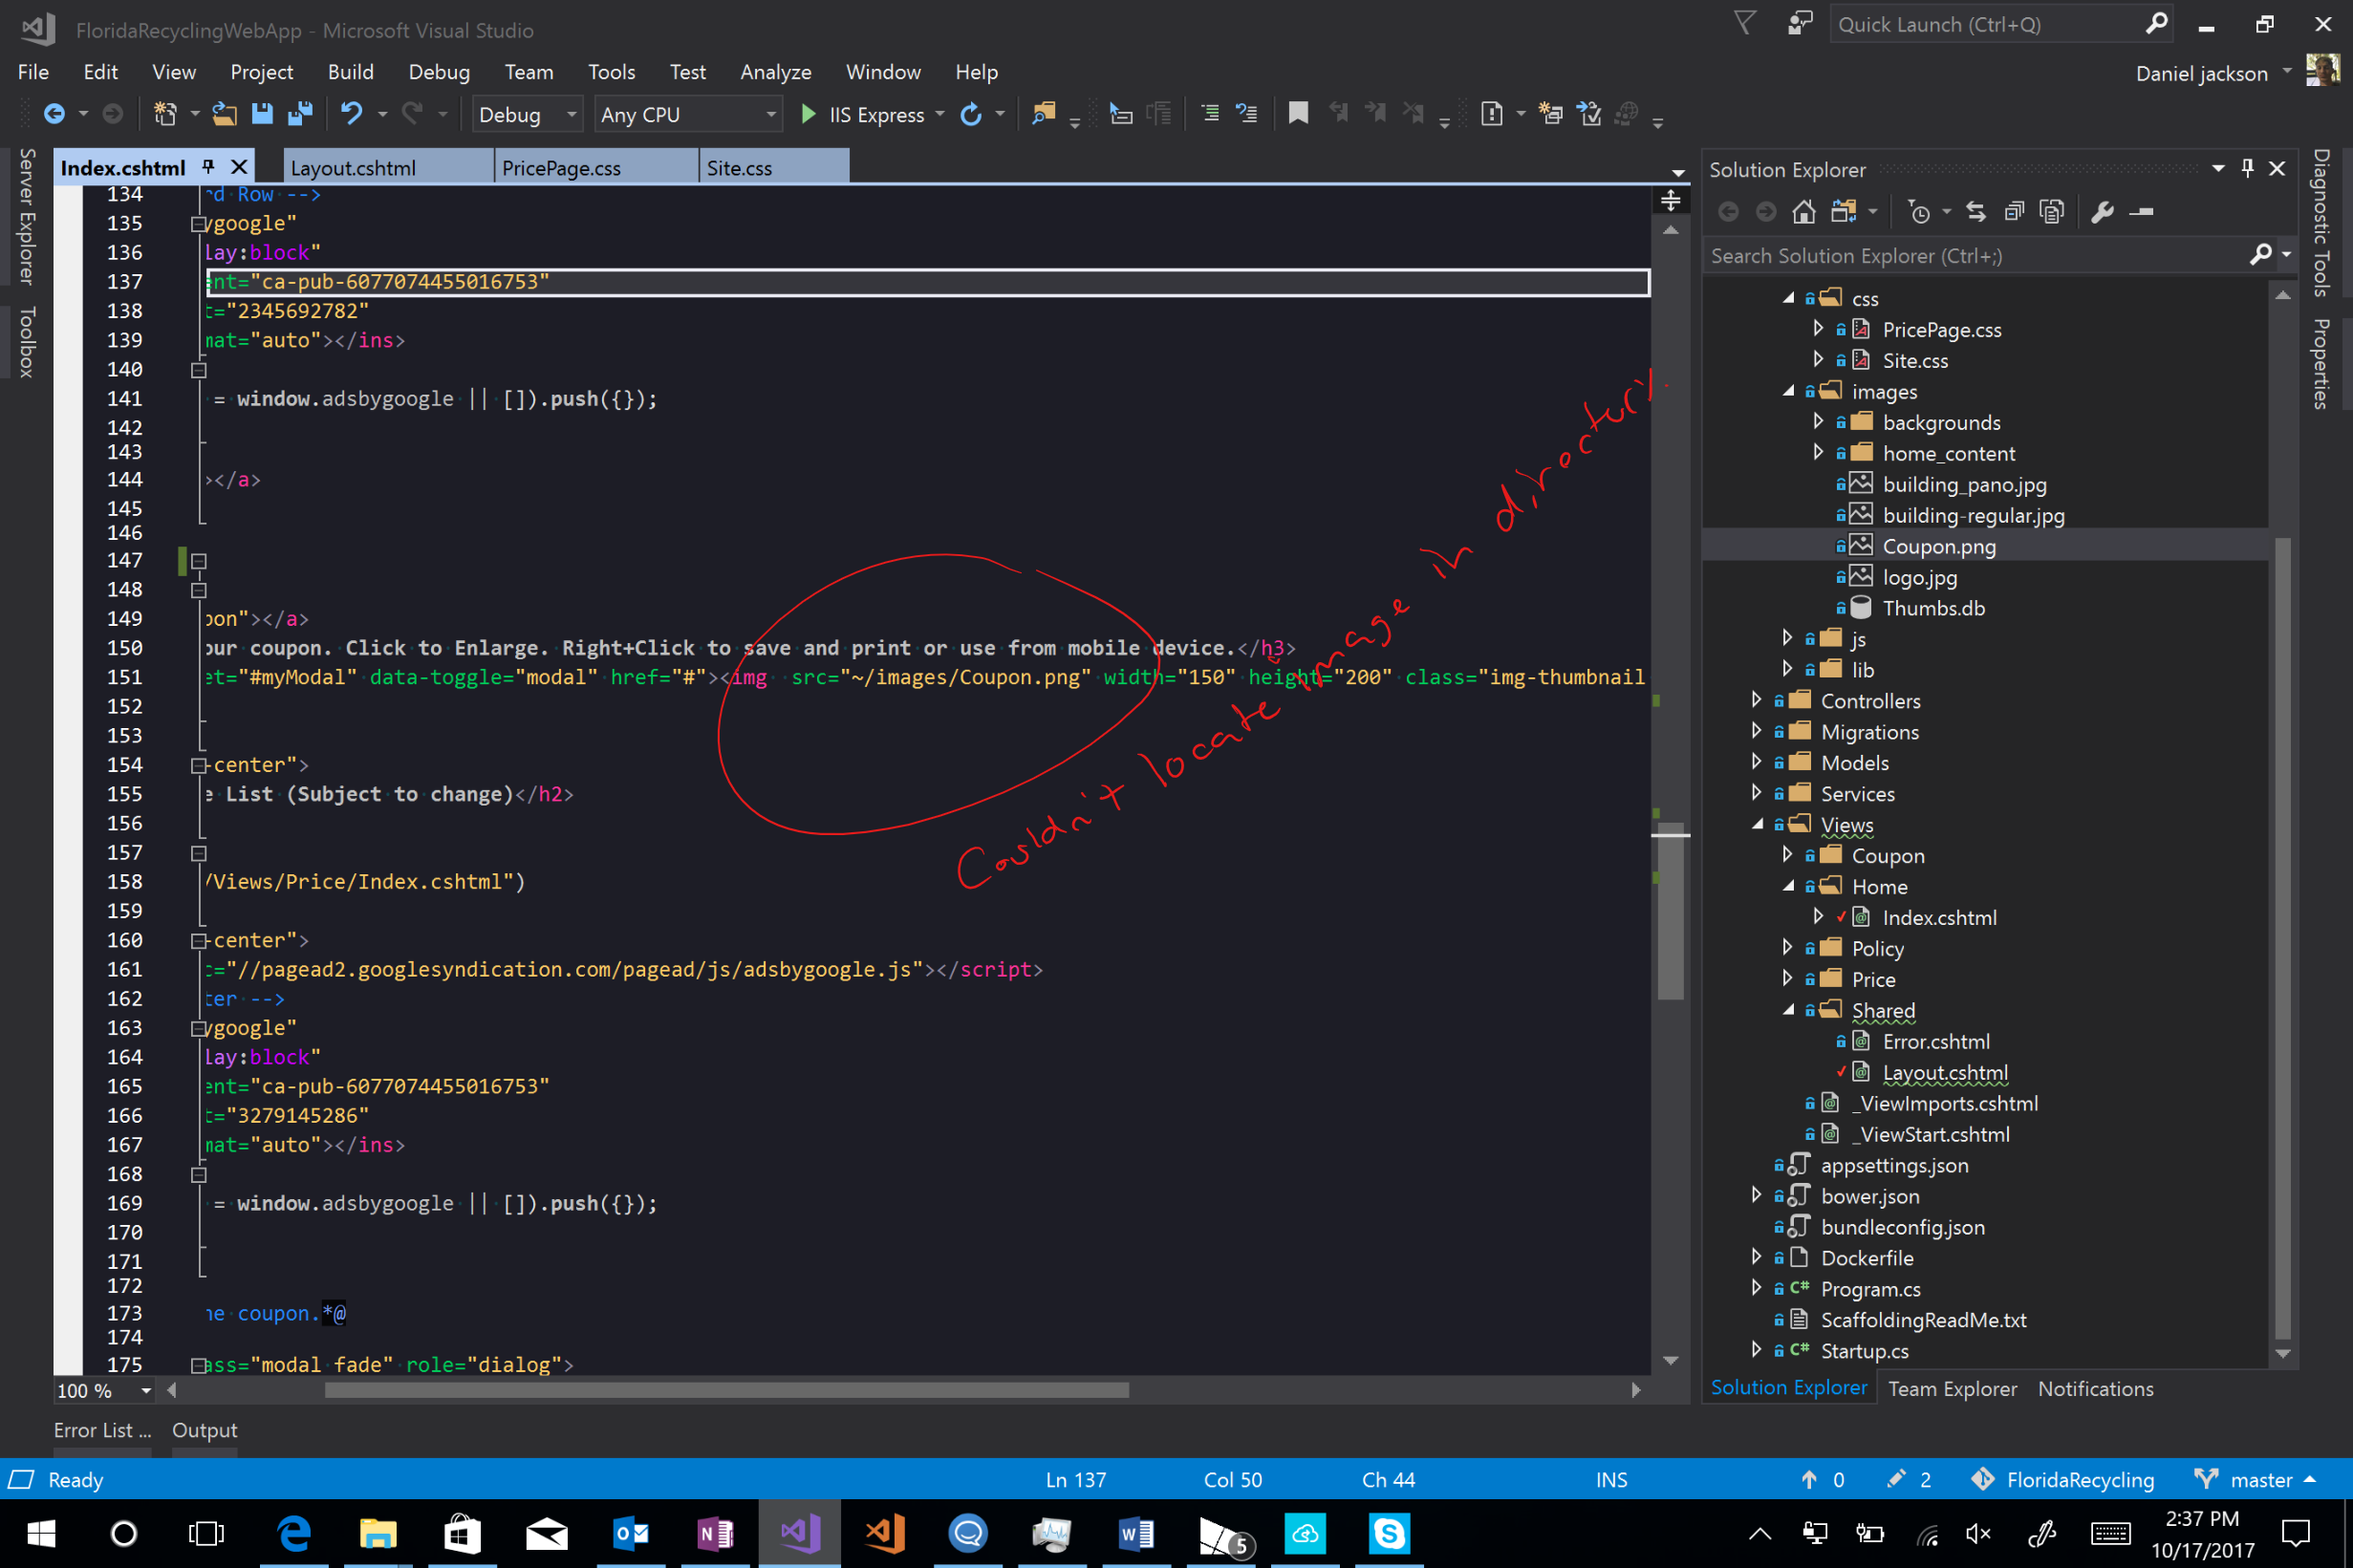 FloridaRecyclingWebApp - Microsoft Visual Studio
Quick Launch (Ctrl+Q)
File Edit View Project Build Debug Team Tools Test Analyze Window Help
Daniel jackson
Debug Any CPU IIS Express
Server Explorer
Toolbox
Index.cshtml Layout.cshtml PricePage.css Site.css
134 rd Row -->
135 ygoogle"
136 lay:block"
137 ent="ca-pub-6077074455016753"
138 t="2345692782"
139 mat="auto"></ins>
140
141 = window.adsbygoogle || []).push({});
142
143
144 ></a>
145
146
147
148
149 pon"></a>
150 our coupon. Click to Enlarge. Right+Click to save and print or use from mobile device.</h3>
151 et="#myModal" data-toggle="modal" href="#"><img src="~/images/Coupon.png" width="150" height="200" class="img-thumbnail
152
153
154 -center">
155 e List (Subject to change)</h2>
156
157
158 /Views/Price/Index.cshtml")
159
160 -center">
161 c="//pagead2.googlesyndication.com/pagead/js/adsbygoogle.js"></script>
162 ter -->
163 ygoogle"
164 lay:block"
165 ent="ca-pub-6077074455016753"
166 t="3279145286"
167 mat="auto"></ins>
168
169 = window.adsbygoogle || []).push({});
170
171
172
173 he coupon.*@
174
175 ass="modal fade" role="dialog">
Couldn't locate image in directory.
100 %
Error List ... Output
Solution Explorer
Search Solution Explorer (Ctrl+;)
css
PricePage.css
Site.css
images
backgrounds
home_content
building_pano.jpg
building-regular.jpg
Coupon.png
logo.jpg
Thumbs.db
js
lib
Controllers
Migrations
Models
Services
Views
Coupon
Home
Index.cshtml
Policy
Price
Shared
Error.cshtml
Layout.cshtml
_ViewImports.cshtml
_ViewStart.cshtml
appsettings.json
bower.json
bundleconfig.json
Dockerfile
Program.cs
ScaffoldingReadMe.txt
Startup.cs
Solution Explorer Team Explorer Notifications
Diagnostic Tools
Properties
Ready Ln 137 Col 50 Ch 44 INS 0 2 FloridaRecycling master
5
2:37 PM
10/17/2017